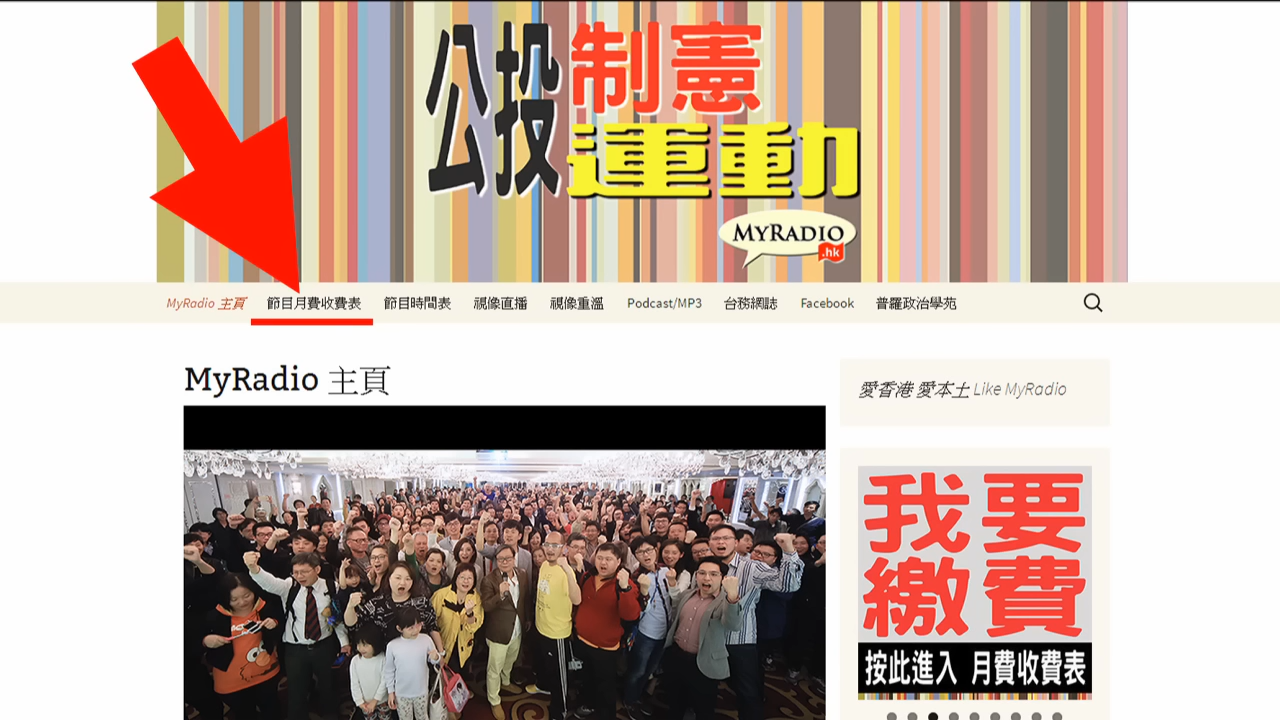 公投制憲
運動
MYRADIO
.hk
MyRadio 主頁 節目月費收費表 節目時間表 視像直播 視像重溫 Podcast/MP3 台務網誌 Facebook 普羅政治學苑
MyRadio 主頁
愛香港 愛本土 Like MyRadio
我要
繳費
按此進入 月費收費表